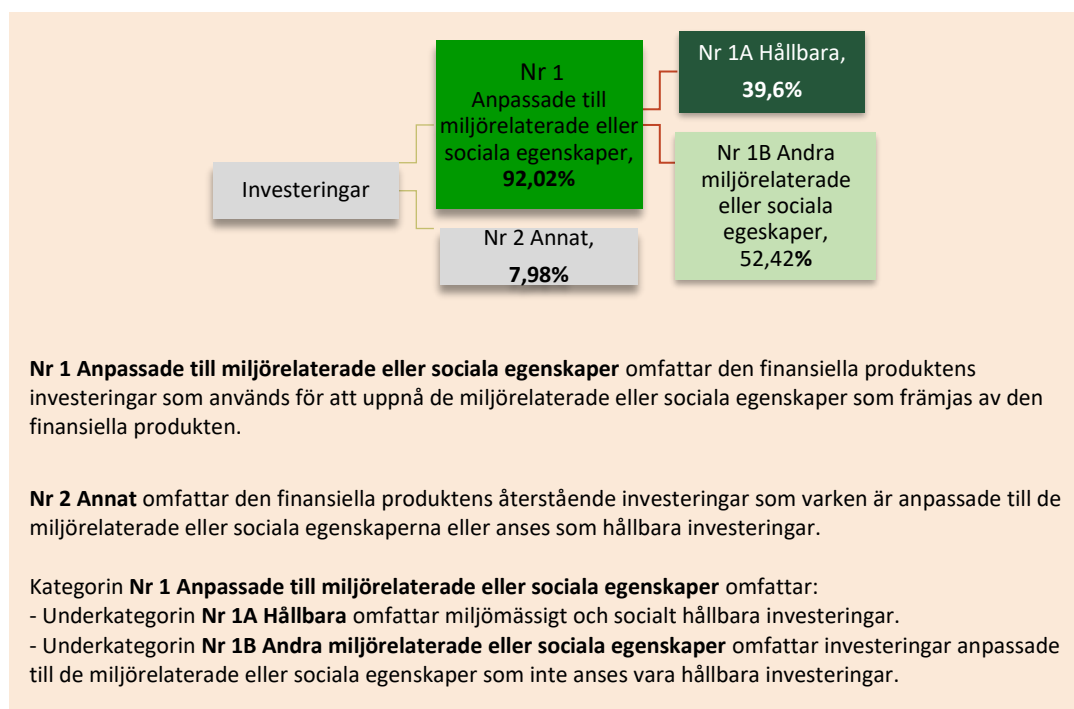 Investeringar
Nr 1
Anpassade till
miljörelaterade eller
sociala egenskaper,
92,02%
Nr 2 Annat,
7,98%
Nr 1A Hållbara,
39,6%
Nr 1B Andra
miljörelaterade
eller sociala
egeskaper,
52,42%
Nr 1 Anpassade till miljörelaterade eller sociala egenskaper omfattar den finansiella produktens
investeringar som används för att uppnå de miljörelaterade eller sociala egenskaper som främjas av den
finansiella produkten.
Nr 2 Annat omfattar den finansiella produktens återstående investeringar som varken är anpassade till de
miljörelaterade eller sociala egenskaperna eller anses som hållbara investeringar.
Kategorin Nr 1 Anpassade till miljörelaterade eller sociala egenskaper omfattar:
- Underkategorin Nr 1A Hållbara omfattar miljömässigt och socialt hållbara investeringar.
- Underkategorin Nr 1B Andra miljörelaterade eller sociala egenskaper omfattar investeringar anpassade
till de miljörelaterade eller sociala egenskaper som inte anses vara hållbara investeringar.